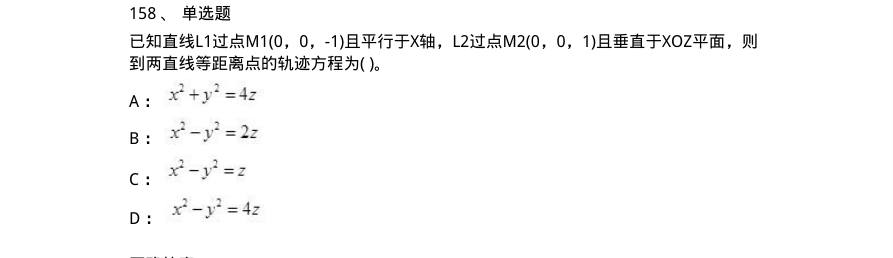 158 、 单选题
已知直线L1过点M1(0，0，-1)且平行于X轴，L2过点M2(0，0，1)且垂直于XOZ平面，则
到两直线等距离点的轨迹方程为( )。
A： x² + y² = 4z
B： x² − y² = 2z
C： x² − y² = z
D： x² − y² = 4z